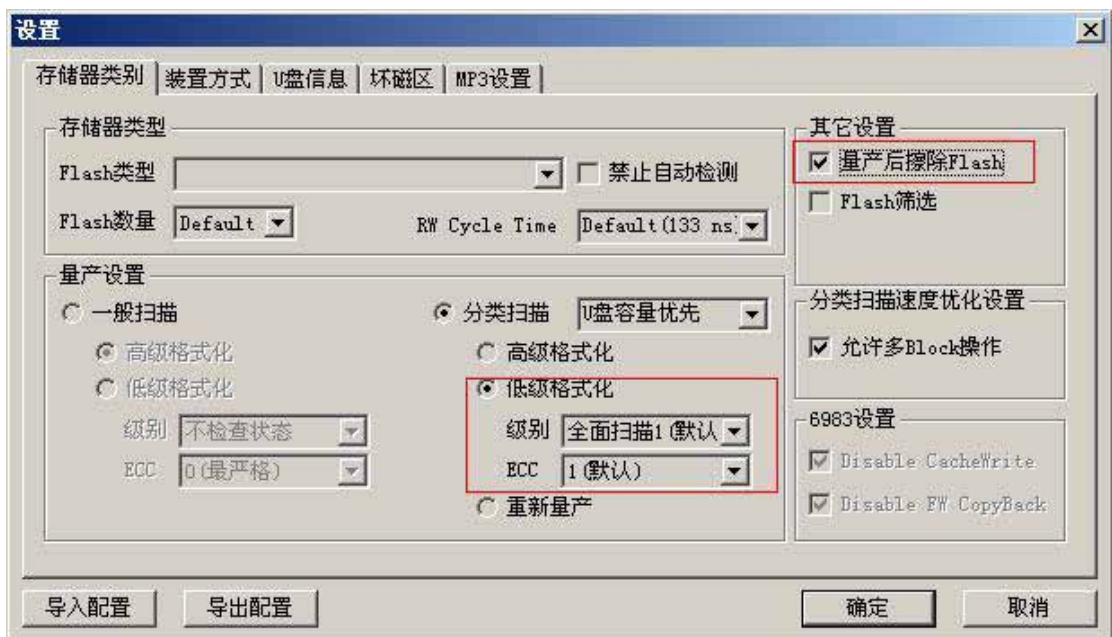 设置
存储器类别 装置方式 U盘信息 坏磁区 MP3设置
存储器类型
Flash类型 禁止自动检测
Flash数量 Default RW Cycle Time Default(133 ns)
其它设置
量产后擦除Flash
Flash筛选
量产设置
一般扫描 分类扫描 U盘容量优先
高级格式化 高级格式化
低级格式化 低级格式化
级别 不检查状态 级别 全面扫描1(默认
ECC 0(最严格) ECC 1(默认)
重新量产
分类扫描速度优化设置
允许多Block操作
6983设置
Disable CacheWrite
Disable FW CopyBack
导入配置 导出配置 确定 取消